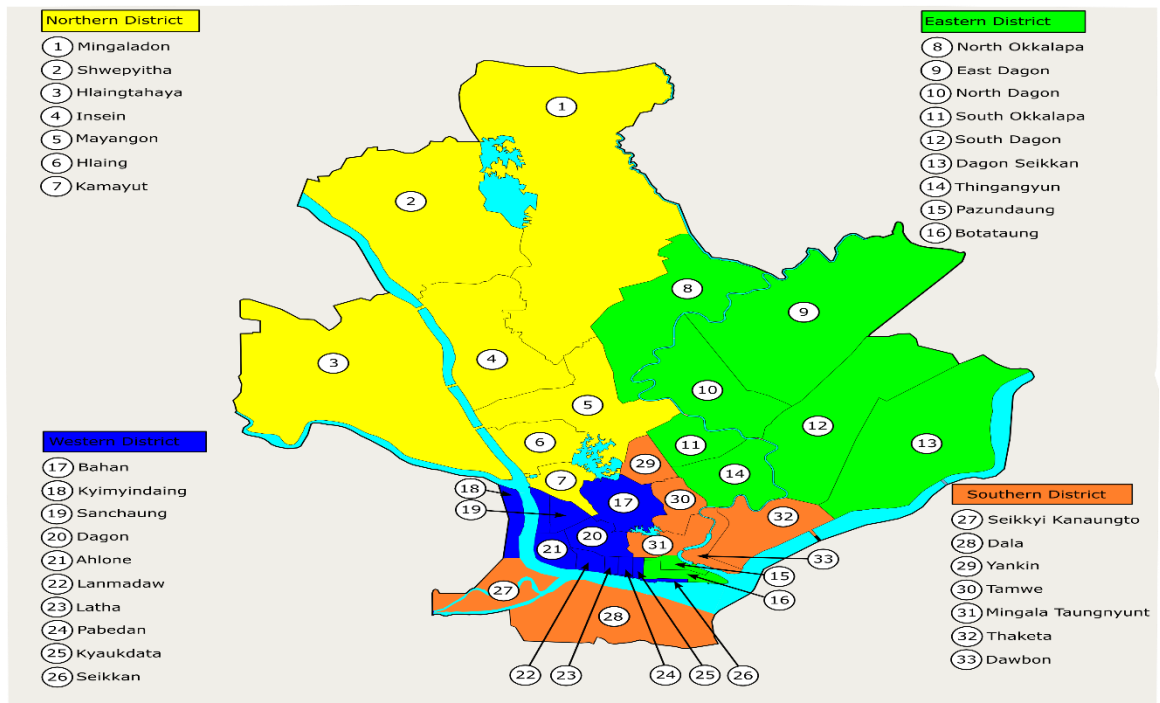 Northern District
1 Mingaladon
2 Shwepyitha
3 Hlaingtahaya
4 Insein
5 Mayangon
6 Hlaing
7 Kamayut
Eastern District
8 North Okkalapa
9 East Dagon
10 North Dagon
11 South Okkalapa
12 South Dagon
13 Dagon Seikkan
14 Thingangyun
15 Pazundaung
16 Botataung
1
2
8
9
3
4
10
5
12
6
11
13
29
14
7
18
30
17
19
32
20
31
21
33
15
27
16
28
22 23 24 25 26
Western District
17 Bahan
18 Kyimyindaing
19 Sanchaung
20 Dagon
21 Ahlone
22 Lanmadaw
23 Latha
24 Pabedan
25 Kyaukdata
26 Seikkan
Southern District
27 Seikkyi Kanaungto
28 Dala
29 Yankin
30 Tamwe
31 Mingala Taungnyunt
32 Thaketa
33 Dawbon